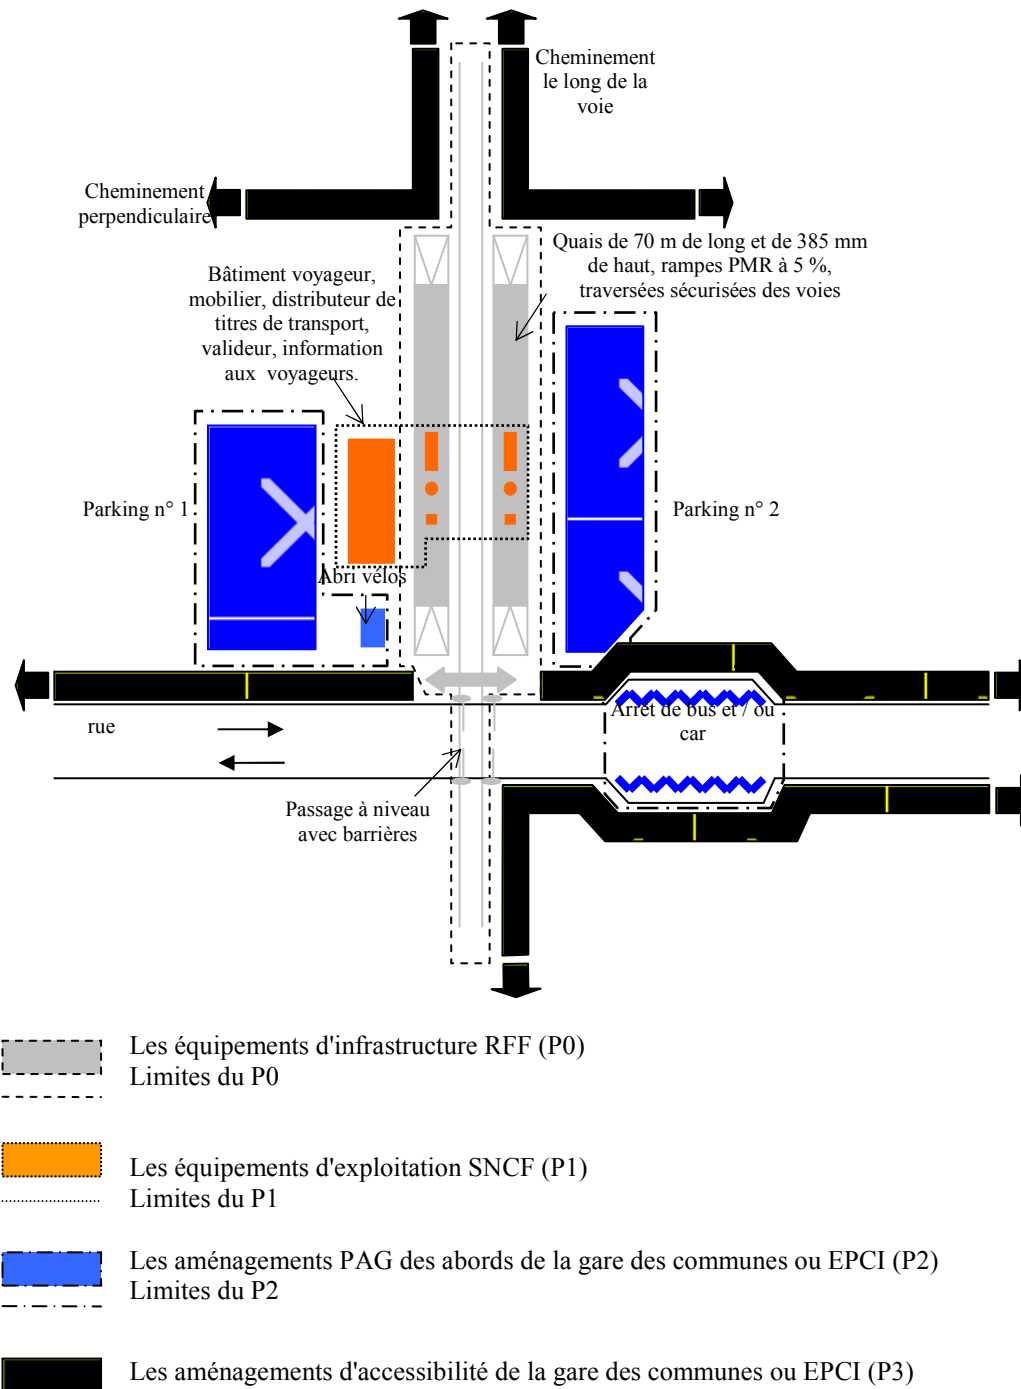 Cheminement
le long de la
voie
Cheminement
perpendiculaire
Quais de 70 m de long et de 385 mm
de haut, rampes PMR à 5 %,
traversées sécurisées des voies
Bâtiment voyageur,
mobilier, distributeur de
titres de transport,
valideur, information
aux voyageurs.
Parking n° 1
Parking n° 2
Abri vélos
rue
Arrêt de bus et / ou
car
Passage à niveau
avec barrières
Les équipements d'infrastructure RFF (P0)
Limites du P0
Les équipements d'exploitation SNCF (P1)
Limites du P1
Les aménagements PAG des abords de la gare des communes ou EPCI (P2)
Limites du P2
Les aménagements d'accessibilité de la gare des communes ou EPCI (P3)